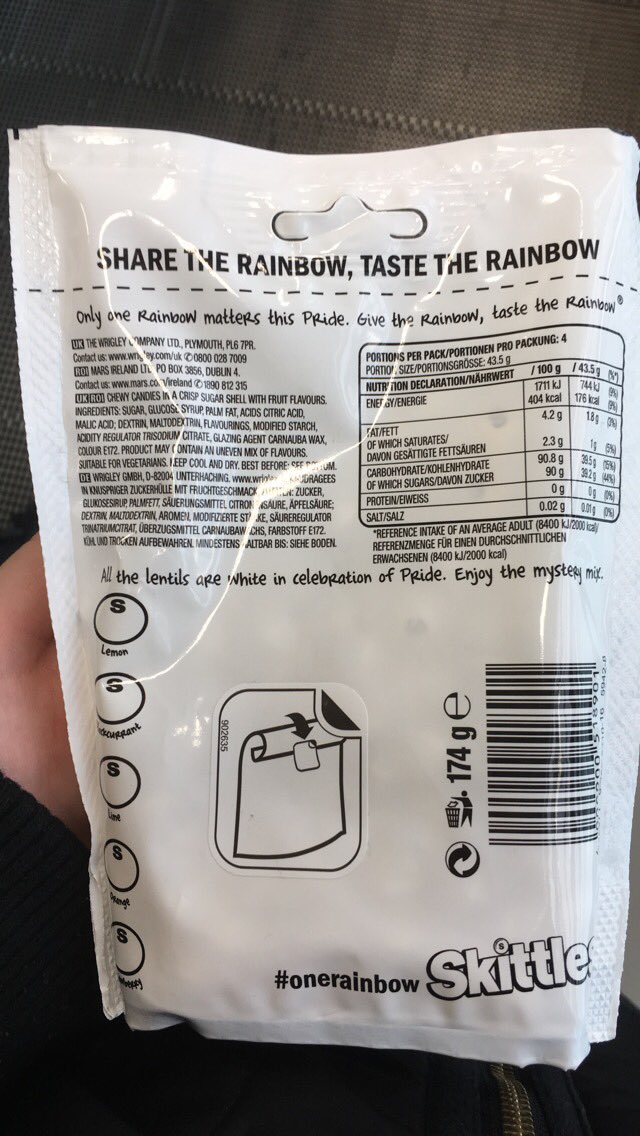 SHARE THE RAINBOW, TASTE THE RAINBOW
Only one Rainbow matters this Pride. Give the Rainbow, taste the Rainbow®
UK THE WRIGLEY COMPANY LTD., PLYMOUTH, PL6 7PR.
Contact us: www.wrigley.com/uk ✆0800 028 7009
ROI MARS IRELAND LTD PO BOX 3856, DUBLIN 4.
Contact us: www.mars.co /ireland ✆1890 812 315
UK ROI CHEWY CANDIES IN A CRISP SUGAR SHELL WITH FRUIT FLAVOURS.
INGREDIENTS: SUGAR, GLUCOSE SYRUP, PALM FAT, ACIDS CITRIC ACID,
MALIC ACID; DEXTRIN, MALTODEXTRIN, FLAVOURINGS, MODIFIED STARCH,
ACIDITY REGULATOR TRISODIUM CITRATE, GLAZING AGENT CARNAUBA WAX,
COLOUR E172. PRODUCT MAY CONTAIN AN UNEVEN MIX OF FLAVOURS.
SUITABLE FOR VEGETARIANS. KEEP COOL AND DRY. BEST BEFORE: SEE BOTTOM.
DE WRIGLEY GMBH, D-82004 UNTERHACHING. KAUDRAGEES
IN KNUSPRIGER ZUCKERHÜLLE MIT FRUCHTGESCHMACK. ZUTATEN: ZUCKER,
GLUKOSESIRUP, PALMFETT, SÄUERUNGSMITTEL CITRONENSÄURE, ÄPFELSÄURE;
DEXTRIN, MALTODEXTRIN, AROMEN, MODIFIZIERTE STÄRKE, SÄUREREGULATOR
TRINATRIUMCITRAT, ÜBERZUGSMITTEL CARNAUBAWACHS, FARBSTOFF E172.
KÜHL UND TROCKEN AUFBEWAHREN. MINDESTENS HALTBAR BIS: SIEHE BODEN.
PORTIONS PER PACK/PORTIONEN PRO PACKUNG: 4
PORTION SIZE/PORTIONSGRÖSSE: 43.5 g
NUTRITION DECLARATION/NÄHRWERT / 100 g / 43.5 g (%*)
ENERGY/ENERGIE 1711 kJ 744 kJ (9%)
404 kcal 176 kcal (9%)
FAT/FETT 4.2 g 1.8 g (3%)
OF WHICH SATURATES/
DAVON GESÄTTIGTE FETTSÄUREN 2.3 g 1 g (5%)
CARBOHYDRATE/KOHLENHYDRATE 90.8 g 39.5 g (15%)
OF WHICH SUGARS/DAVON ZUCKER 90 g 39.2 g (44%)
PROTEIN/EIWEISS 0 g 0 g (0%)
SALT/SALZ 0.02 g 0.01 g (0%)
*REFERENCE INTAKE OF AN AVERAGE ADULT (8400 kJ/2000 kcal)/
REFERENZMENGE FÜR EINEN DURCHSCHNITTLICHEN
ERWACHSENEN (8400 kJ/2000 kcal)
All the lentils are white in celebration of Pride. Enjoy the mystery mix.
S
Lemon
S
S
Lime
S
Orange
S
902635
174 g e
#onerainbow
Skittles